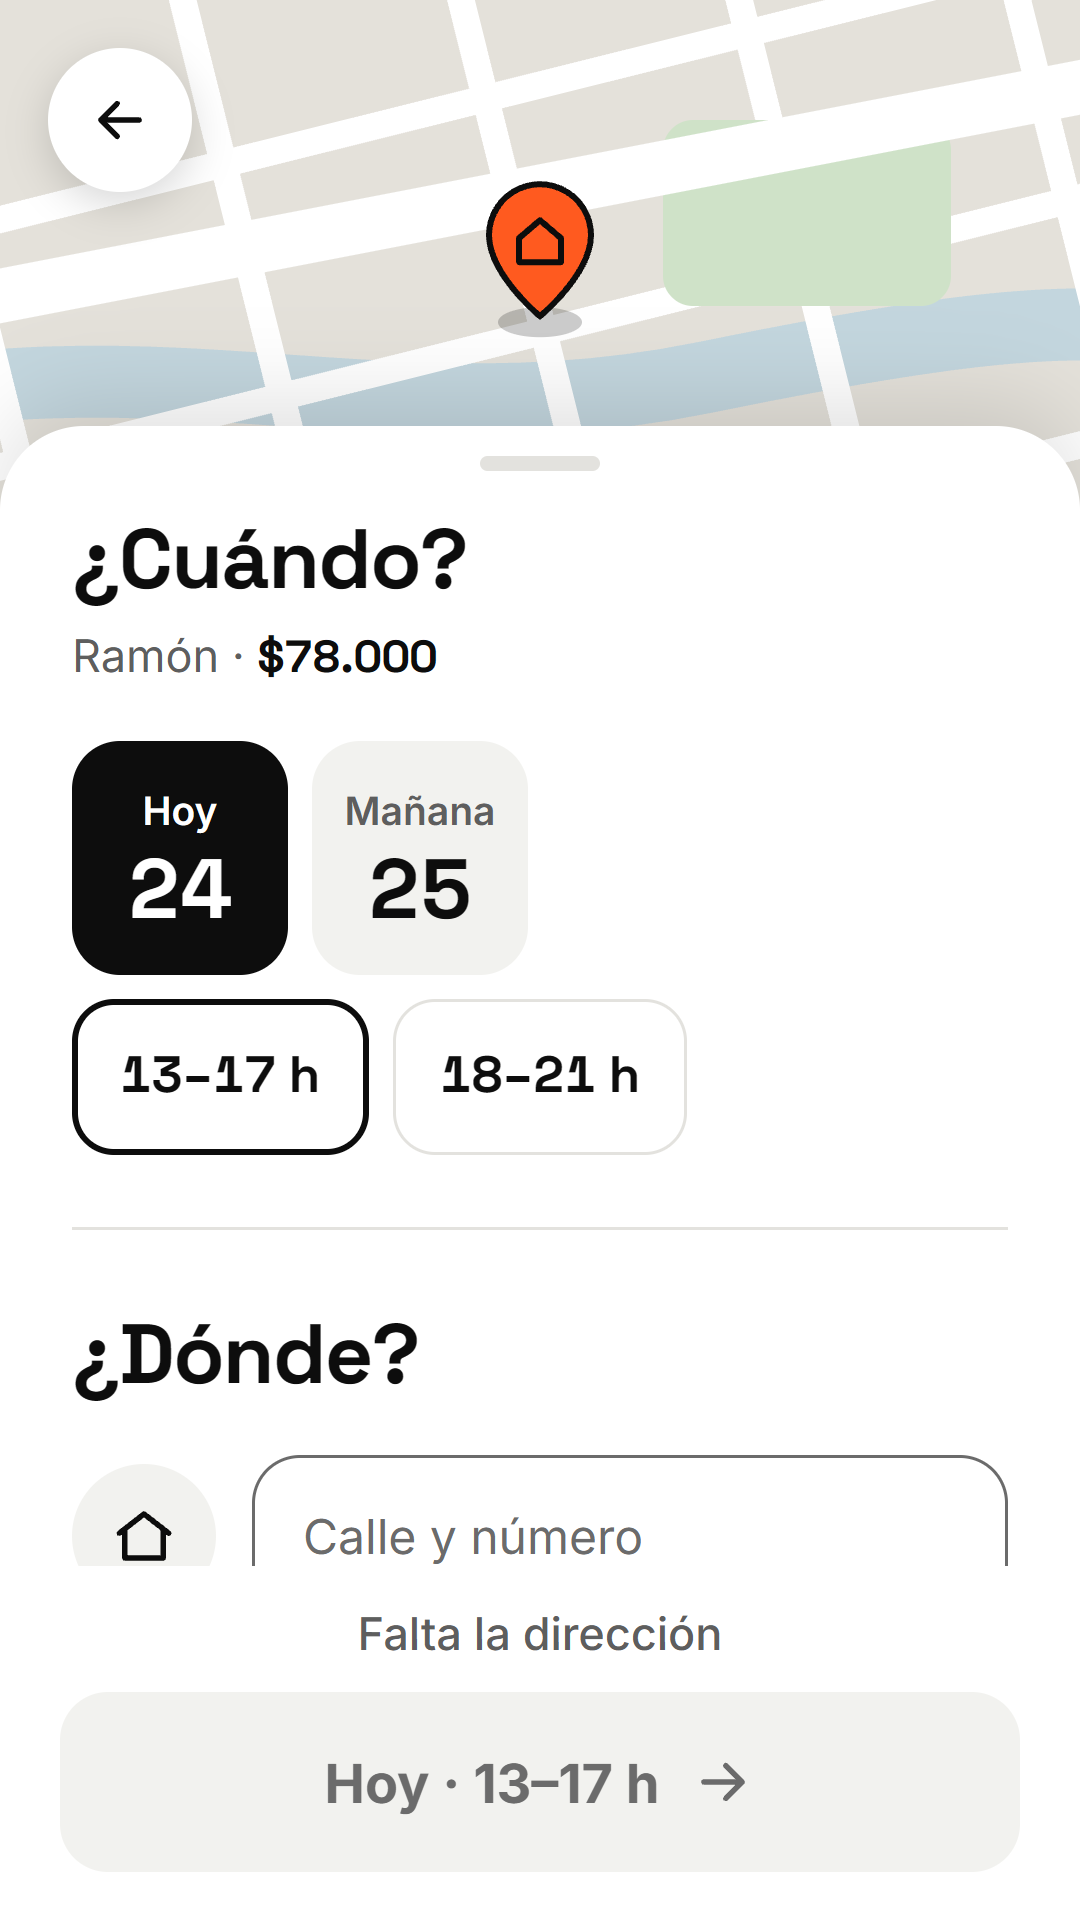 ¿Cuándo?
Ramón · $78.000
Hoy
24
Mañana
25
13–17 h
18–21 h
¿Dónde?
Calle y número
Falta la dirección
Hoy · 13–17 h